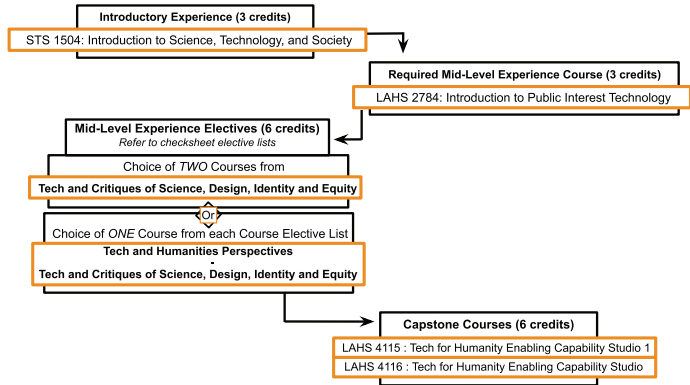 Introductory Experience (3 credits)
STS 1504: Introduction to Science, Technology, and Society
Required Mid-Level Experience Course (3 credits)
LAHS 2784: Introduction to Public Interest Technology
Mid-Level Experience Electives (6 credits)
Refer to checksheet elective lists
Choice of TWO Courses from
Tech and Critiques of Science, Design, Identity and Equity
Or
Choice of ONE Course from each Course Elective List
Tech and Humanities Perspectives
-
Tech and Critiques of Science, Design, Identity and Equity
Capstone Courses (6 credits)
LAHS 4115 : Tech for Humanity Enabling Capability Studio 1
LAHS 4116 : Tech for Humanity Enabling Capability Studio